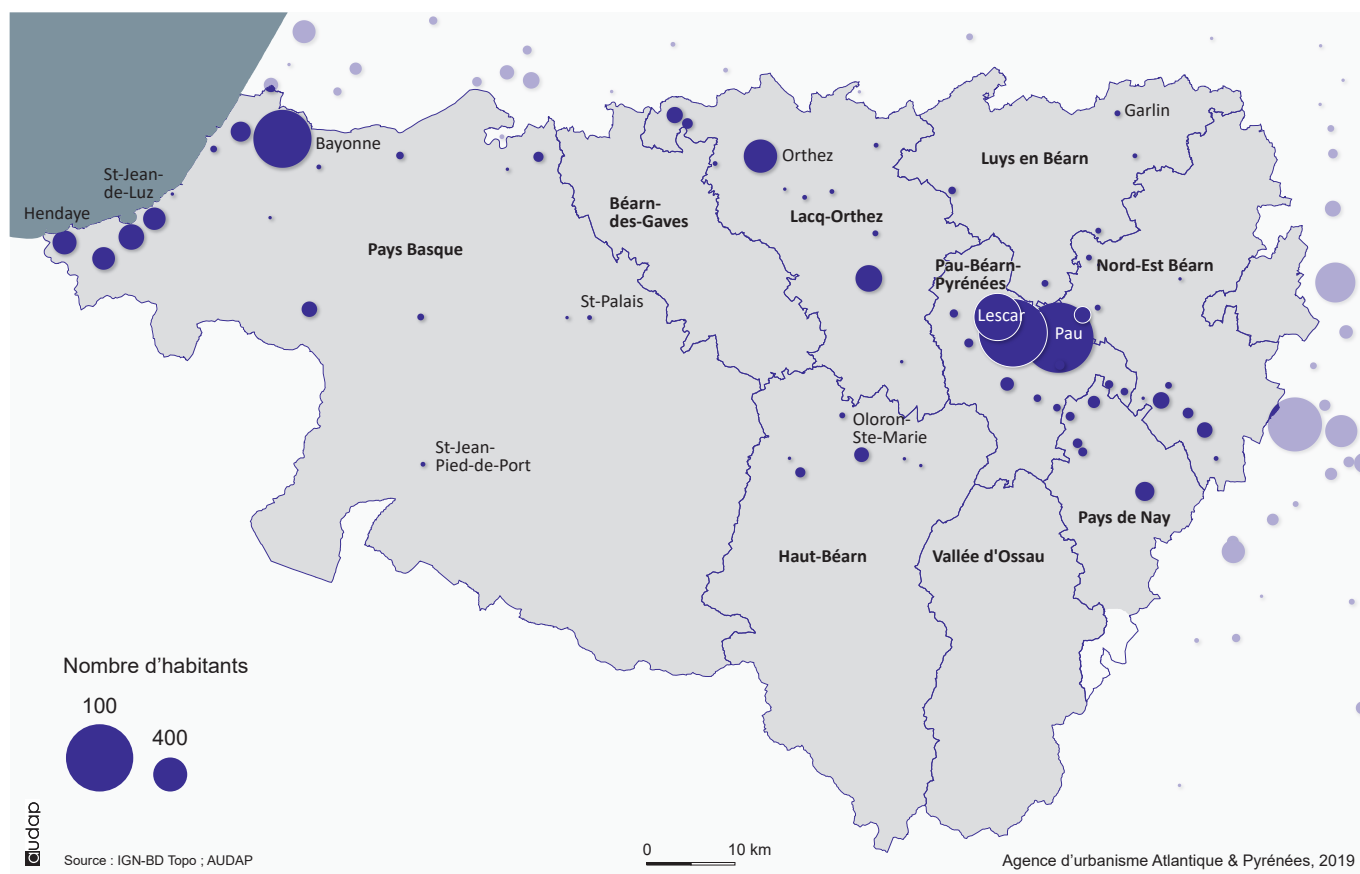 Garlin
Bayonne
Orthez
Luys en Béarn
St-Jean-
de-Luz
Hendaye
Béarn-
des-Gaves
Lacq-Orthez
Pays Basque
Pau-Béarn-
Pyrénées
Nord-Est Béarn
St-Palais
Lescar
Pau
Oloron-
Ste-Marie
St-Jean-
Pied-de-Port
Pays de Nay
Haut-Béarn
Vallée d'Ossau
Nombre d’habitants
100
400
audap
Source : IGN-BD Topo ; AUDAP
0 10 km
Agence d’urbanisme Atlantique & Pyrénées, 2019